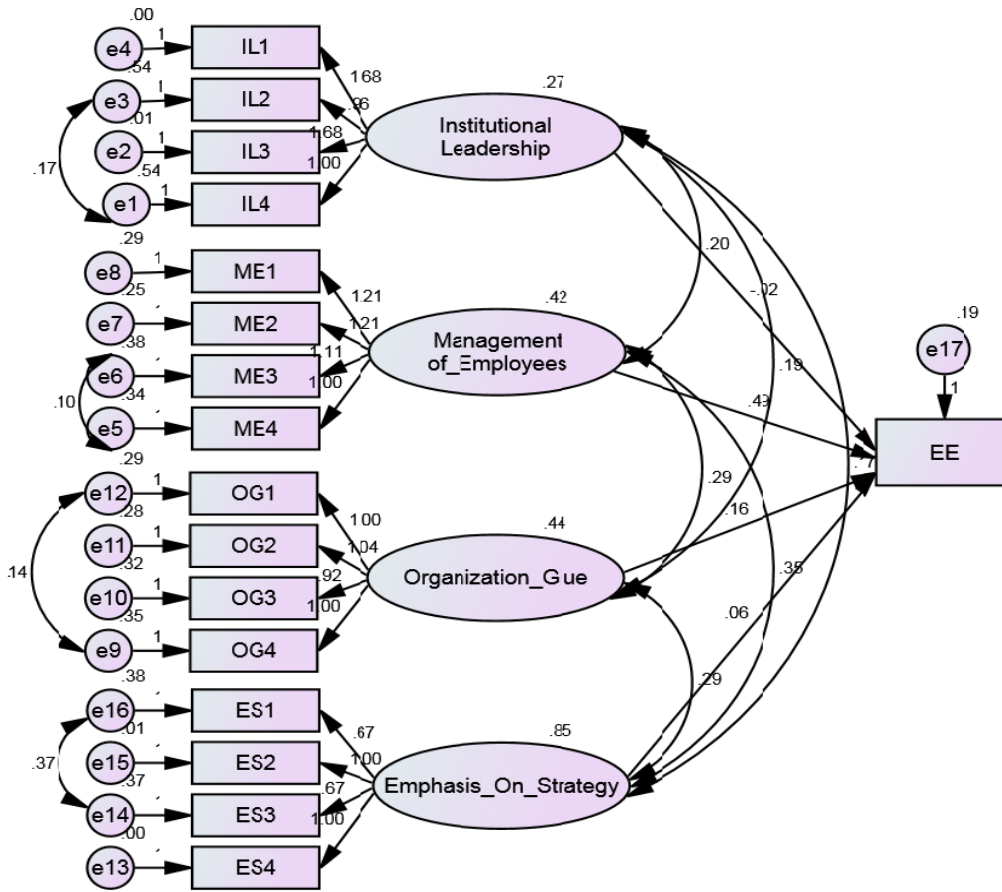 .00
e4
1
IL1
.54
e3
1
IL2
.01
e2
1
IL3
.54
e1
1
IL4
.17
1.68
.96
1.68
1.00
.27
Institutional
Leadership
.29
e8
1
ME1
.25
e7
1
ME2
.38
e6
ME3
.34
e5
ME4
.10
1.21
1.21
1.11
1.00
.42
Management
of_Employees
.29
e12
1
OG1
.28
e11
1
OG2
.32
e10
1
OG3
.35
e9
1
OG4
.14
1.00
1.04
.92
1.00
.44
Organization_Glue
.38
e16
ES1
.01
e15
ES2
.37
e14
ES3
.00
e13
ES4
.37
.67
1.00
.67
1.00
.85
Emphasis_On_Strategy
.20
-.02
.19
.49
.29
.16
.35
.06
.29
.19
e17
1
EE